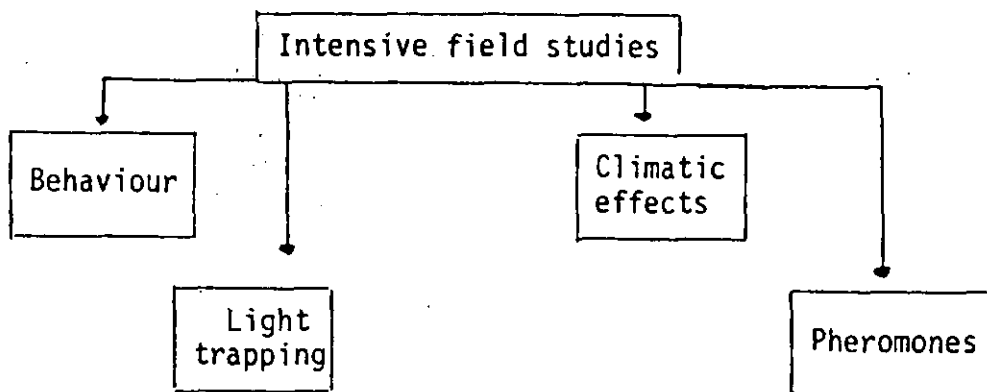 Intensive field studies
Behaviour
Climatic
effects
Light
trapping
Pheromones